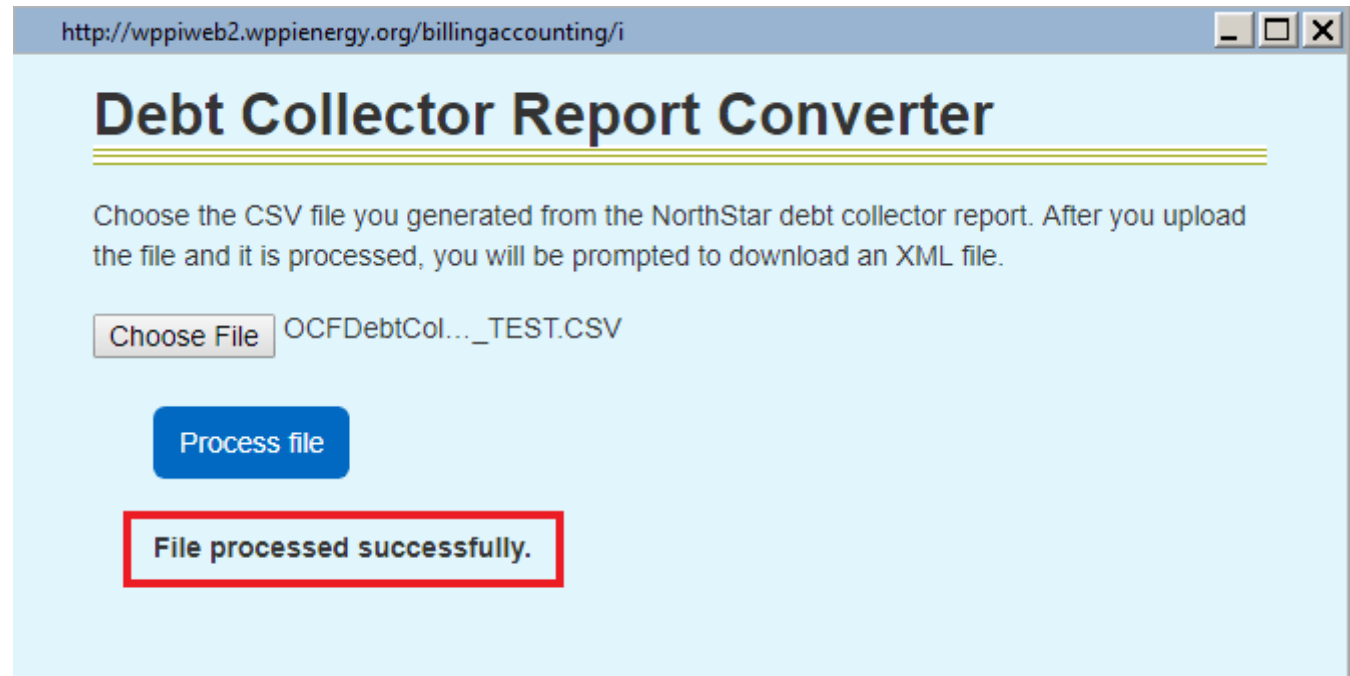 http://wppiweb2.wppienergy.org/billingaccounting/i
Debt Collector Report Converter
Choose the CSV file you generated from the NorthStar debt collector report. After you upload
the file and it is processed, you will be prompted to download an XML file.
Choose File OCFDebtCol..._TEST.CSV
Process file
File processed successfully.